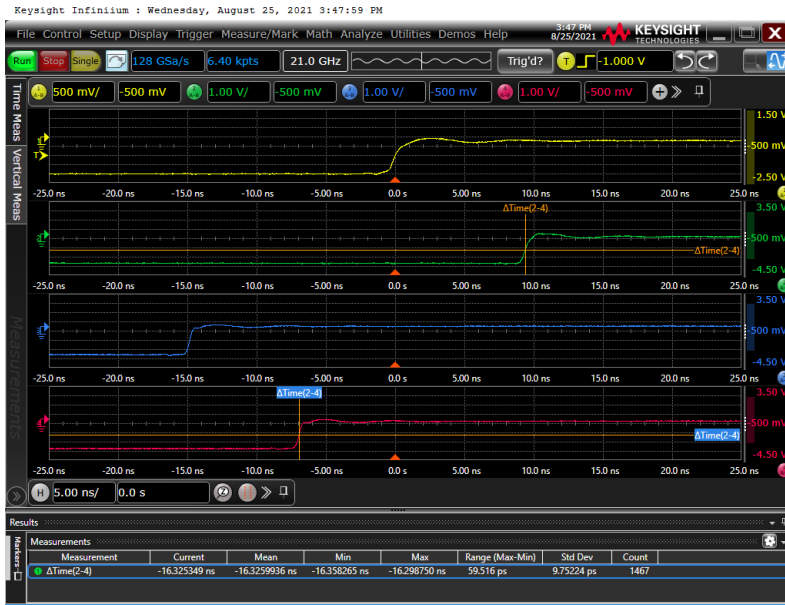 Keysight Infiniium : Wednesday, August 25, 2021 3:47:59 PM
File Control Setup Display Trigger Measure/Mark Math Analyze Utilities Demos Help
3:47 PM
8/25/2021
KEYSIGHT
TECHNOLOGIES
Run Stop Single 128 GSa/s 6.40 kpts 21.0 GHz Trig'd? T -1.000 V
500 mV/ -500 mV 1.00 V/ -500 mV 1.00 V/ -500 mV 1.00 V/ -500 mV
Time Meas
Vertical Meas
Measurements
1.50 V
-500 mV
-2.50 V
T
-25.0 ns -20.0 ns -15.0 ns -10.0 ns -5.00 ns 0.0 s 5.00 ns 10.0 ns 15.0 ns 20.0 ns 25.0 ns
3.50 V
ΔTime(2-4)
-500 mV
ΔTime(2-4)
-4.50 V
-25.0 ns -20.0 ns -15.0 ns -10.0 ns -5.00 ns 0.0 s 5.00 ns 10.0 ns 15.0 ns 20.0 ns 25.0 ns
3.50 V
-500 mV
-4.50 V
-25.0 ns -20.0 ns -15.0 ns -10.0 ns -5.00 ns 0.0 s 5.00 ns 10.0 ns 15.0 ns 20.0 ns 25.0 ns
ΔTime(2-4)
3.50 V
-500 mV
ΔTime(2-4)
-4.50 V
-25.0 ns -20.0 ns -15.0 ns -10.0 ns -5.00 ns 0.0 s 5.00 ns 10.0 ns 15.0 ns 20.0 ns 25.0 ns
H 5.00 ns/ 0.0 s
Results
Markers
Measurements
Measurement Current Mean Min Max Range (Max-Min) Std Dev Count
ΔTime(2-4) -16.325349 ns -16.3259936 ns -16.358265 ns -16.298750 ns 59.516 ps 9.75224 ps 1467